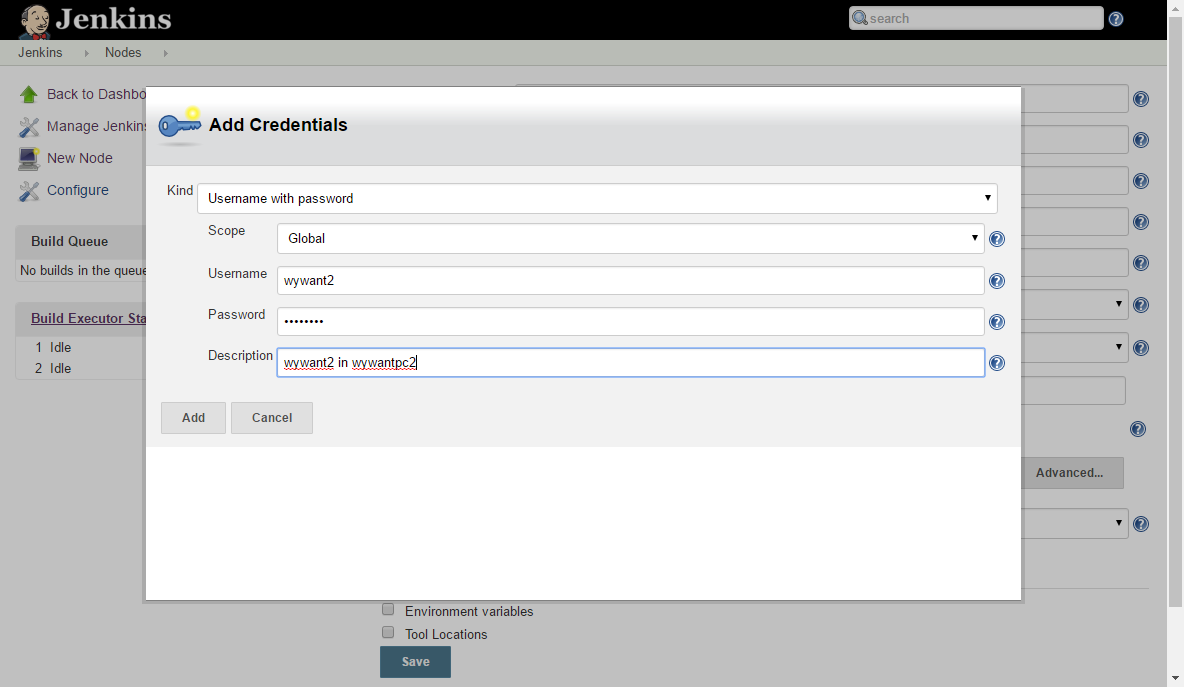 Jenkins
search
Jenkins
Nodes
Back to Dashbo
Manage Jenkins
New Node
Configure
Build Queue
No builds in the queue
Build Executor Sta
1 Idle
2 Idle
Add Credentials
Kind
Username with password
Scope
Global
Username
wywant2
Password
••••••••
Description
wywant2 in wywantpc2
Add
Cancel
Advanced...
Environment variables
Tool Locations
Save